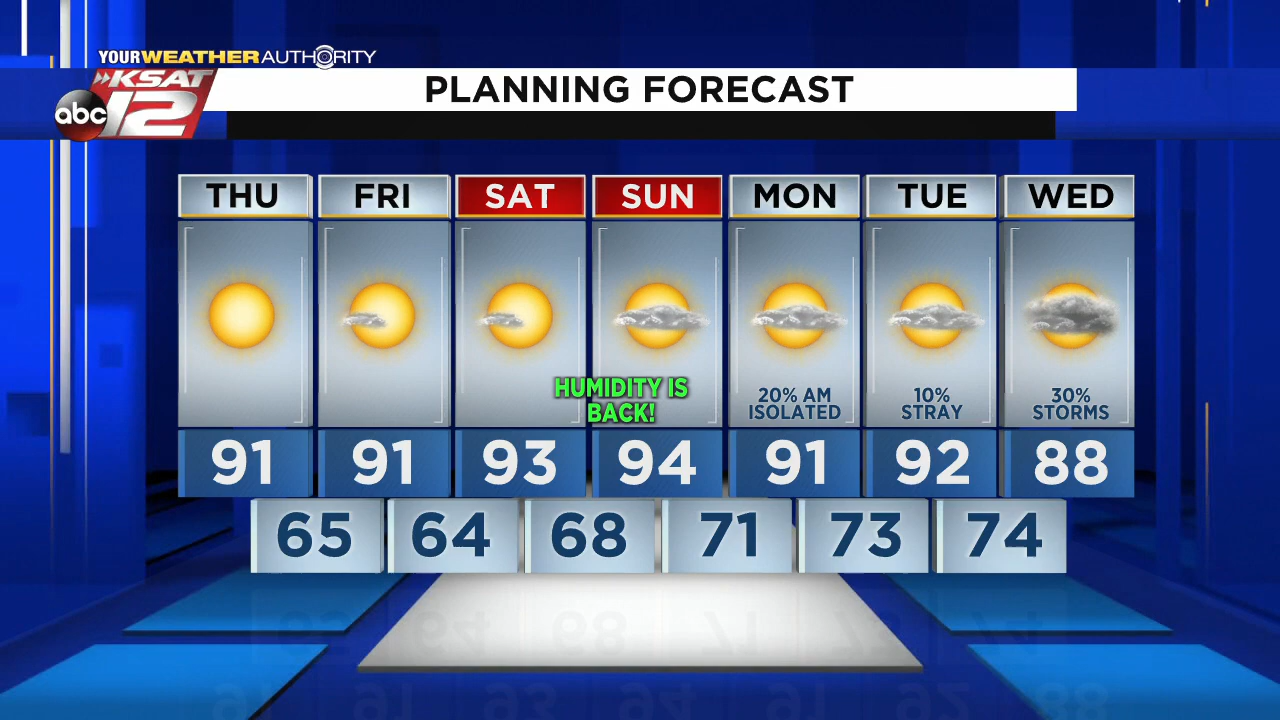 YOUR WEATHER AUTHORITY
KSAT
abc 12
PLANNING FORECAST
THU FRI SAT SUN MON TUE WED
HUMIDITY IS
BACK!
20% AM
ISOLATED
10%
STRAY
30%
STORMS
91 91 93 94 91 92 88
65 64 68 71 73 74